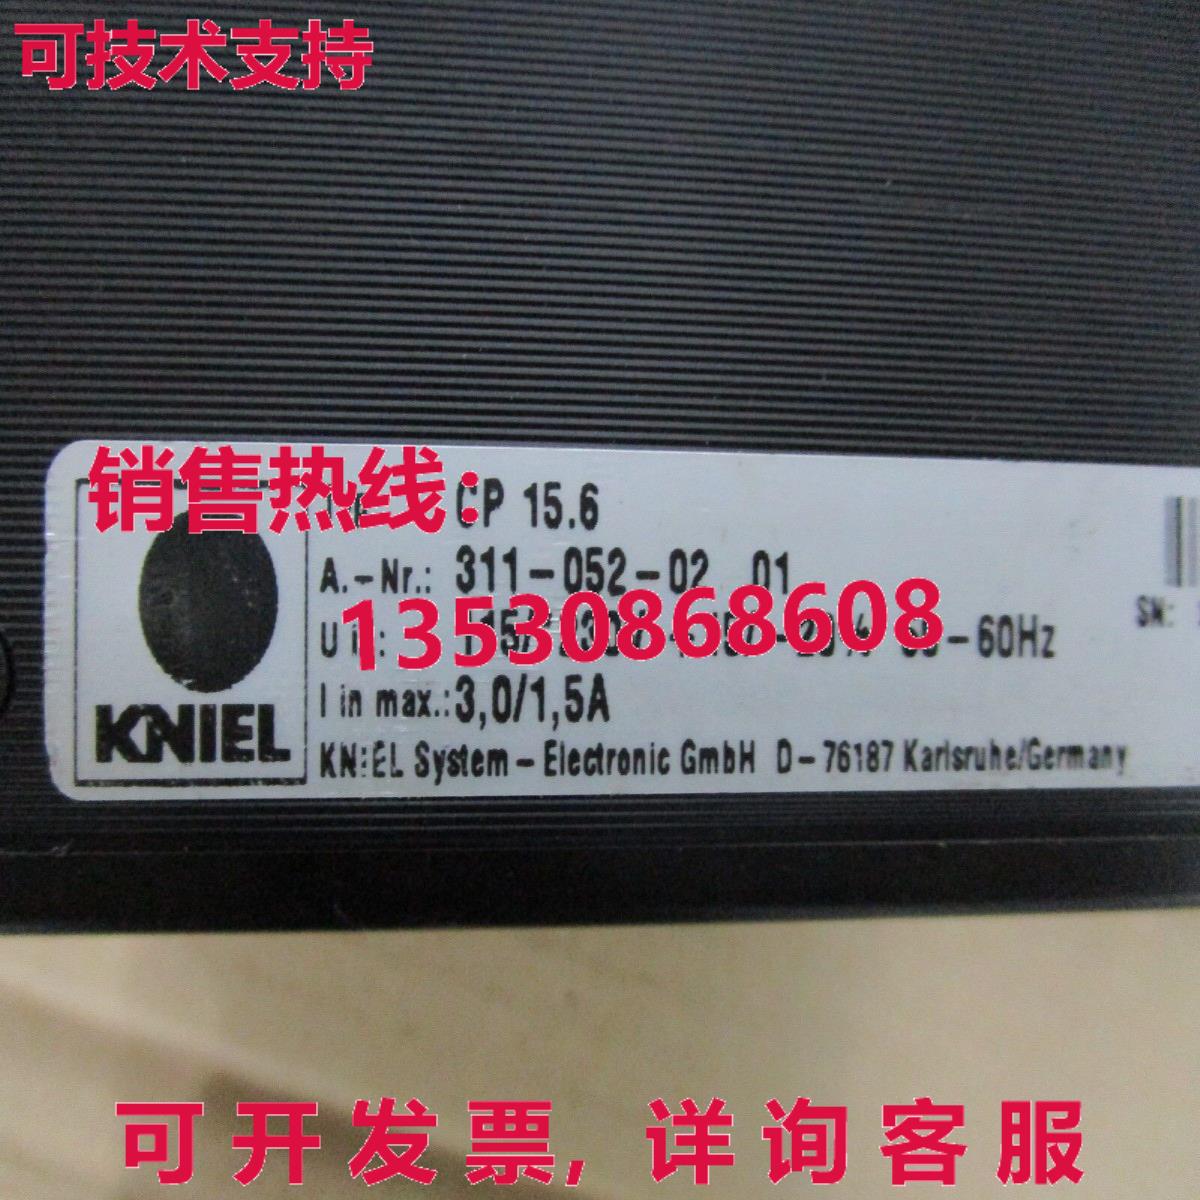 可技术支持
销售热线:
CP 15.6
A.-Nr.: 311-052-02 01
13530868608
-60Hz
I in max.: 3,0/1,5A
KNIEL
KNIEL System-Electronic GmbH D-76187 Karlsruhe/Germany
SN:
可开发票,详询客服